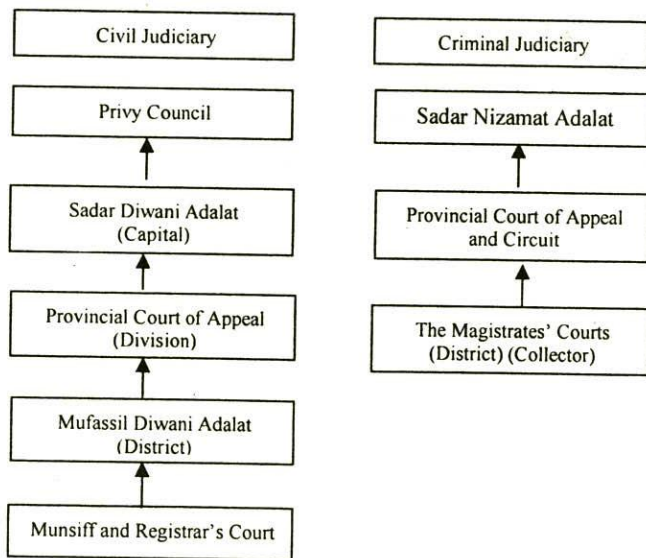 Civil Judiciary
Privy Council
Sadar Diwani Adalat
(Capital)
Provincial Court of Appeal
(Division)
Mufassil Diwani Adalat
(District)
Munsiff and Registrar's Court
Criminal Judiciary
Sadar Nizamat Adalat
Provincial Court of Appeal
and Circuit
The Magistrates' Courts
(District) (Collector)